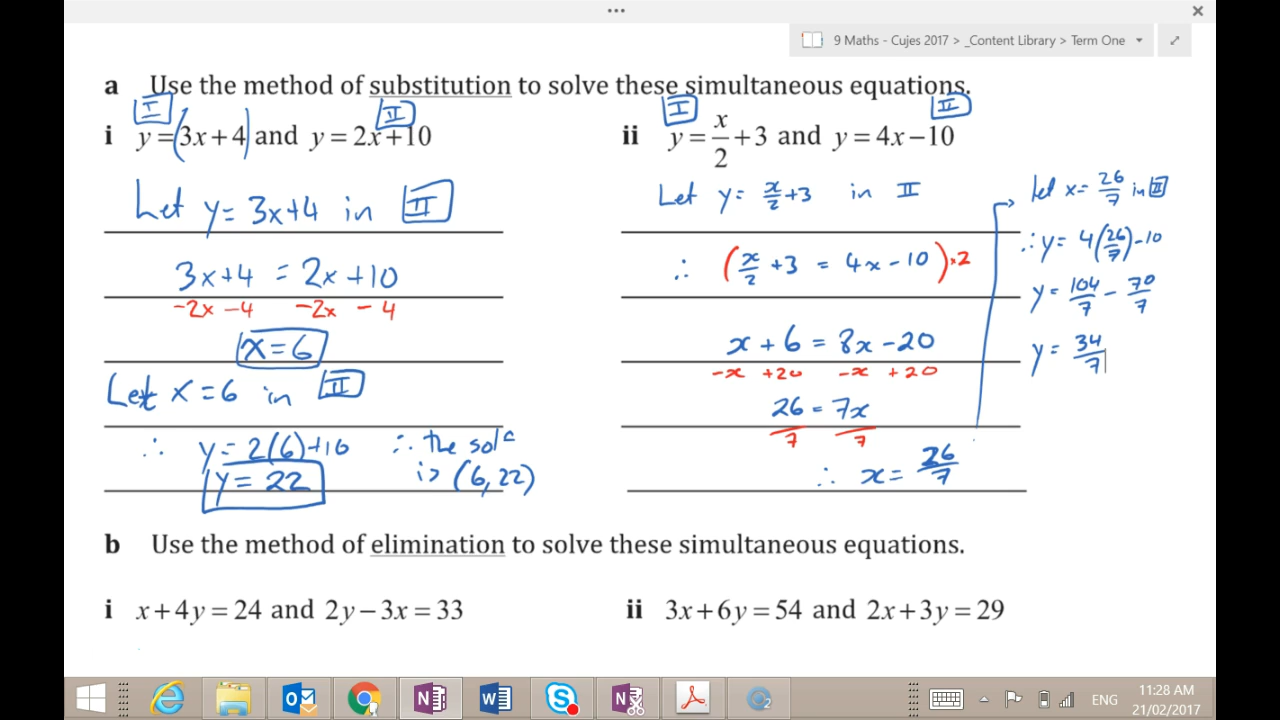 9 Maths - Cujes 2017 > _Content Library > Term One
a Use the method of substitution to solve these simultaneous equations.
I II
i y=(3x+4) and y=2x+10
Let y=3x+4 in II
3x+4 = 2x+10
-2x -4 -2x - 4
x=6
Let x=6 in II
∴ y=2(6)+10
y= 22
∴ the solⁿ
is (6,22)
I II
ii y=x/2+3 and y=4x-10
Let y= x/2+3 in II
∴ (x/2+3 = 4x-10)×2
x+6=8x-20
-x +20 -x +20
26 = 7x
7 7
∴ x=26/7
let x=26/7 in II
∴y= 4(26/7)-10
y= 104/7 - 70/7
y= 34/7
b Use the method of elimination to solve these simultaneous equations.
i x+4y=24 and 2y-3x=33
ii 3x+6y=54 and 2x+3y=29
ENG
11:28 AM
21/02/2017